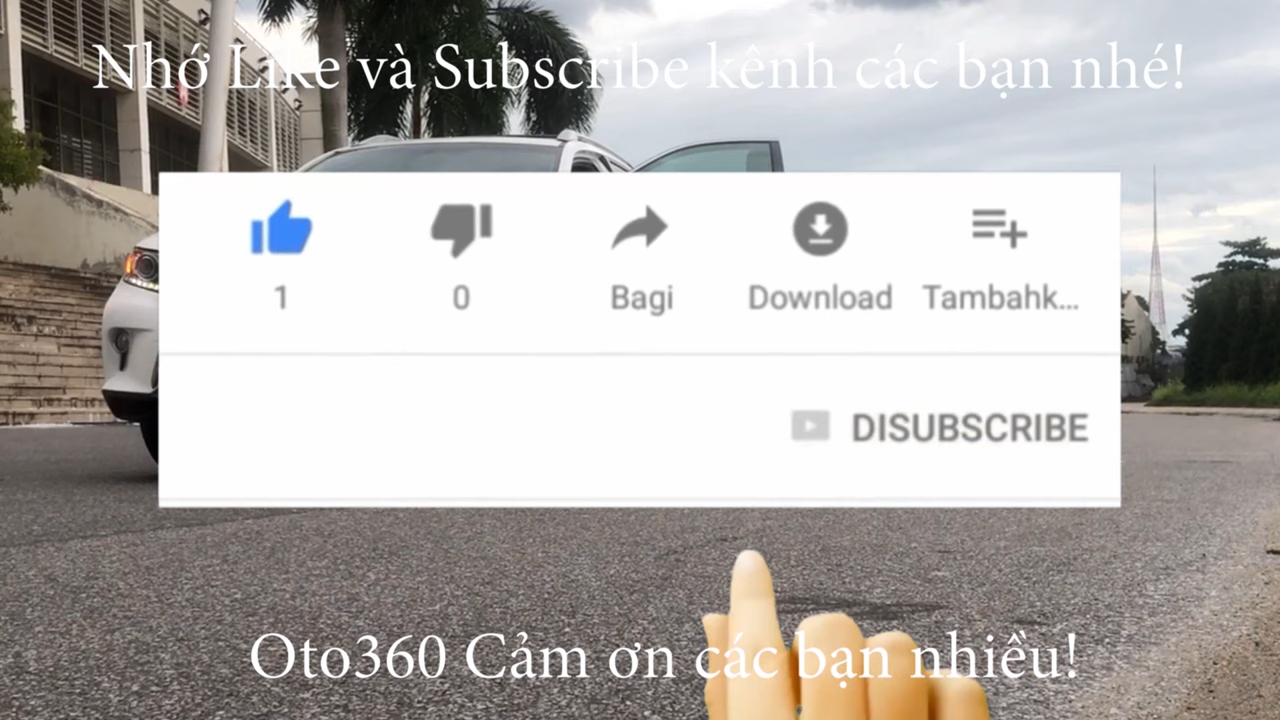 Nhớ Like và Subscribe kênh các bạn nhé!
1
0
Bagi
Download
Tambahk...
DISUBSCRIBE
Oto360 Cảm ơn các bạn nhiều!